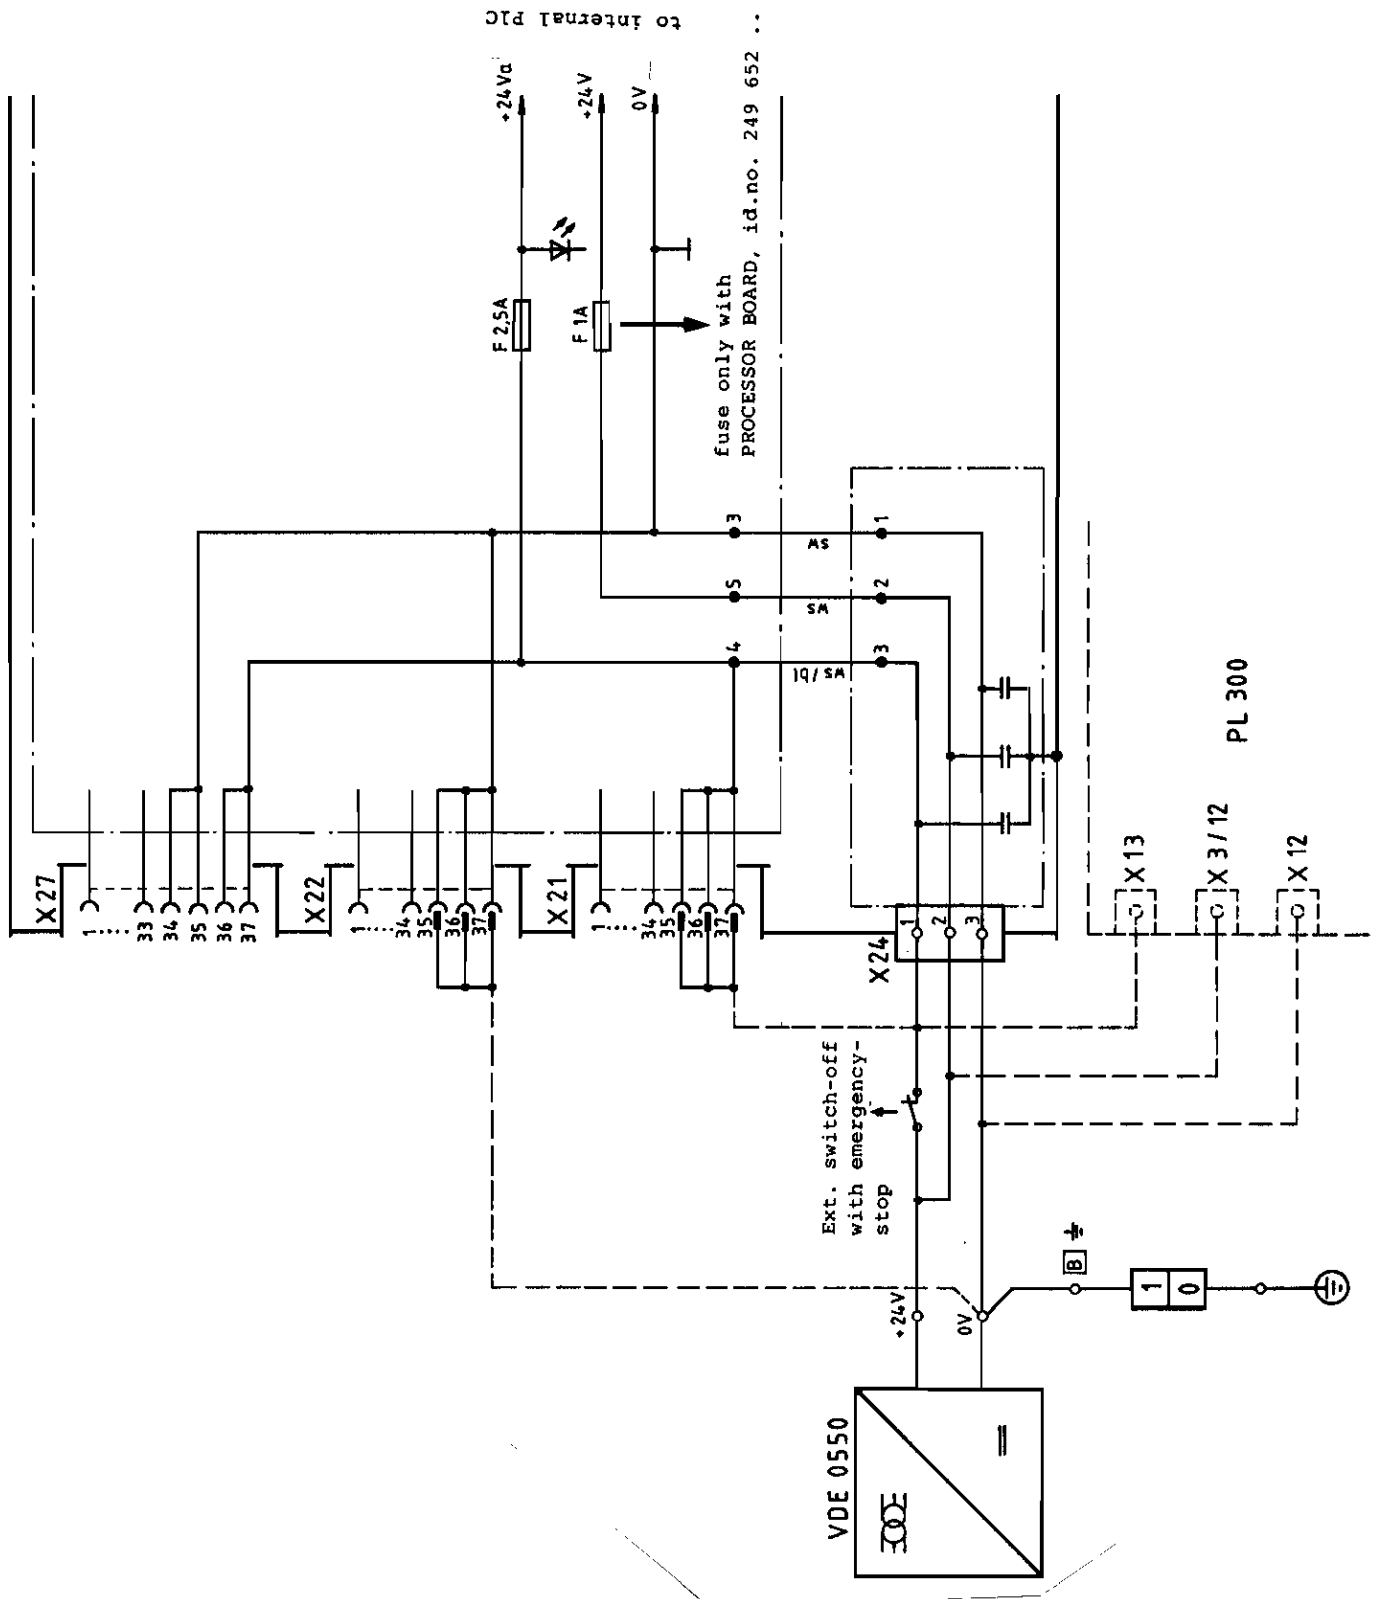 X27
1
33
34
35
36
37
X22
1
34
35
36
37
X21
1
34
35
36
37
X24
1
2
3
ws/bl
ws
sw
4
5
3
3
2
1
F 2,5A
F 1A
+24Va
+24V
0V
to internal PLC
fuse only with
PROCESSOR BOARD, id.no. 249 652 ..
Ext. switch-off
with emergency-
stop
VDE 0550
+24V
0V
B
1
0
X13
X3/12
X12
PL 300